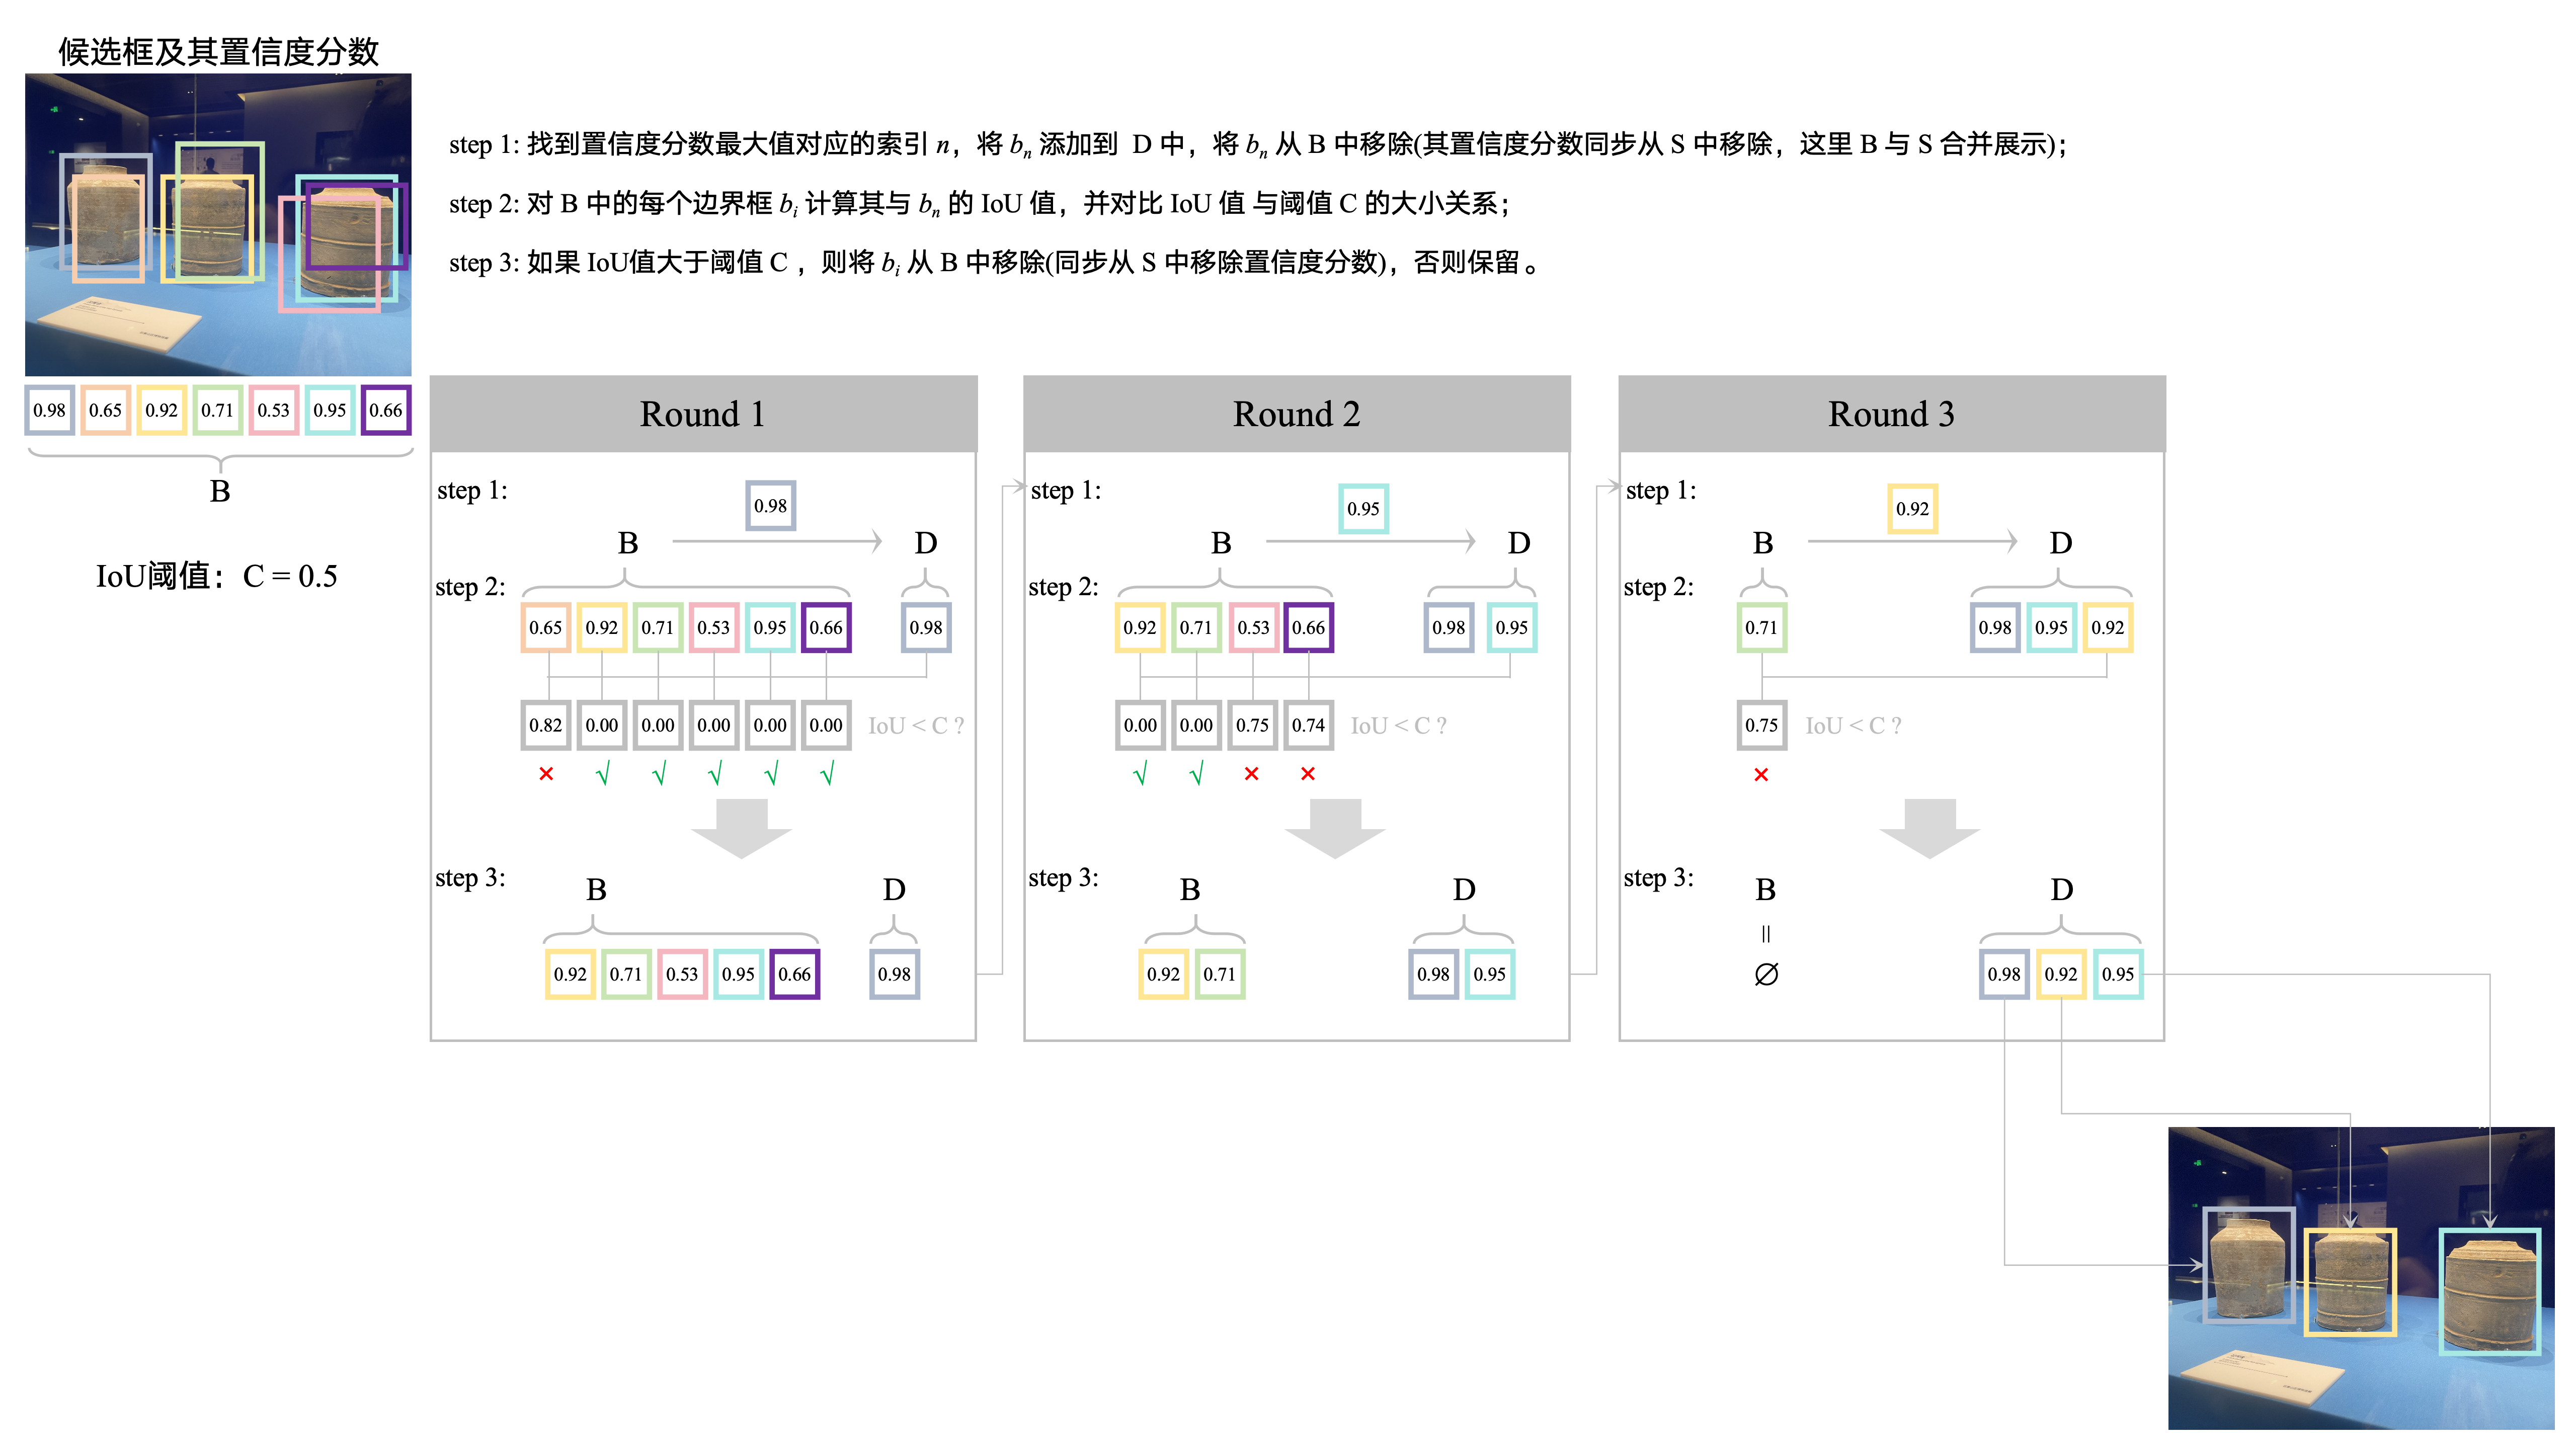 候选框及其置信度分数
0.98 0.65 0.92 0.71 0.53 0.95 0.66
B
IoU阈值：C = 0.5
step 1: 找到置信度分数最大值对应的索引 n，将 bn 添加到 D 中，将 bn 从 B 中移除(其置信度分数同步从 S 中移除，这里 B 与 S 合并展示)；
step 2: 对 B 中的每个边界框 bi 计算其与 bn 的 IoU 值，并对比 IoU 值 与阈值 C 的大小关系；
step 3: 如果 IoU值大于阈值 C ，则将 bi 从 B 中移除(同步从 S 中移除置信度分数)，否则保留。
Round 1
step 1:
0.98
B D
step 2:
0.65 0.92 0.71 0.53 0.95 0.66 0.98
0.82 0.00 0.00 0.00 0.00 0.00 IoU < C ?
× √ √ √ √ √
step 3:
B D
0.92 0.71 0.53 0.95 0.66 0.98
Round 2
step 1:
0.95
B D
step 2:
0.92 0.71 0.53 0.66 0.98 0.95
0.00 0.00 0.75 0.74 IoU < C ?
√ √ × ×
step 3:
B D
0.92 0.71 0.98 0.95
Round 3
step 1:
0.92
B D
step 2:
0.71 0.98 0.95 0.92
0.75 IoU < C ?
×
step 3:
B D
=
∅ 0.98 0.92 0.95